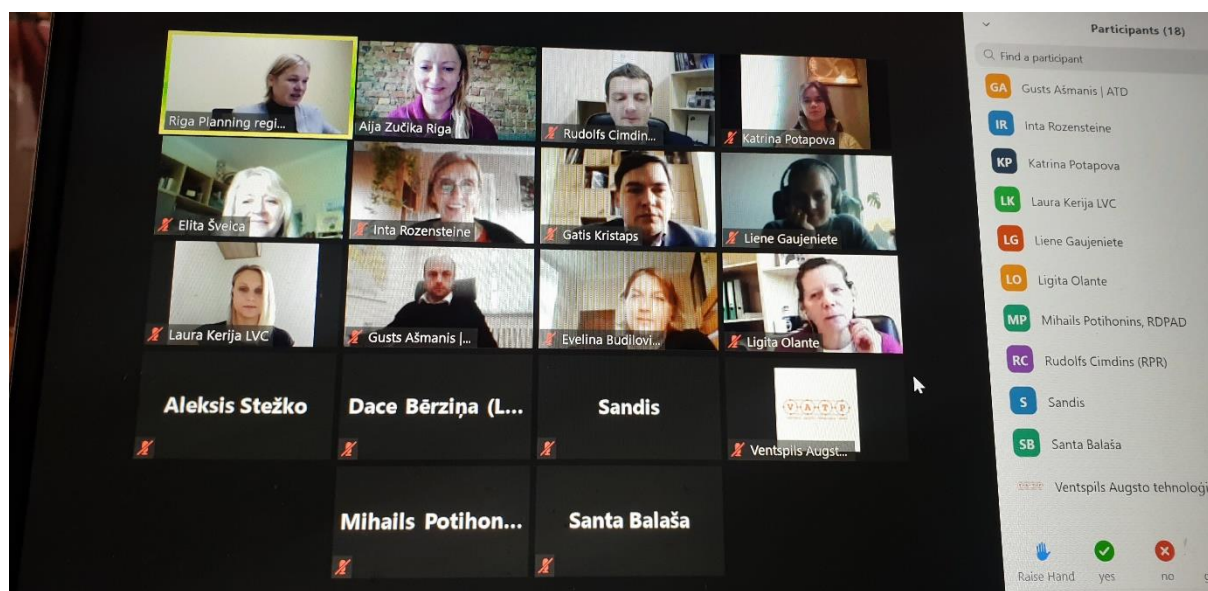 Riga Planning regi...
Aija Zučika Riga
Rudolfs Cimdin...
Katrina Potapova
Elita Šveica
Inta Rozensteine
Gatis Kristaps
Liene Gaujeniete
Laura Kerija LVC
Gusts Ašmanis |...
Evelina Budilovi...
Ligita Olante
Aleksis Stežko
Dace Bērziņa (L...
Sandis
V-A-T-P
Ventspils Augst...
Mihails Potihon...
Santa Balaša
Participants (18)
Find a participant
GA Gusts Ašmanis | ATD
IR Inta Rozensteine
KP Katrina Potapova
LK Laura Kerija LVC
LG Liene Gaujeniete
LO Ligita Olante
MP Mihails Potihonins, RDPAD
RC Rudolfs Cimdins (RPR)
S Sandis
SB Santa Balaša
Ventspils Augsto tehnoloģi
Raise Hand yes no g